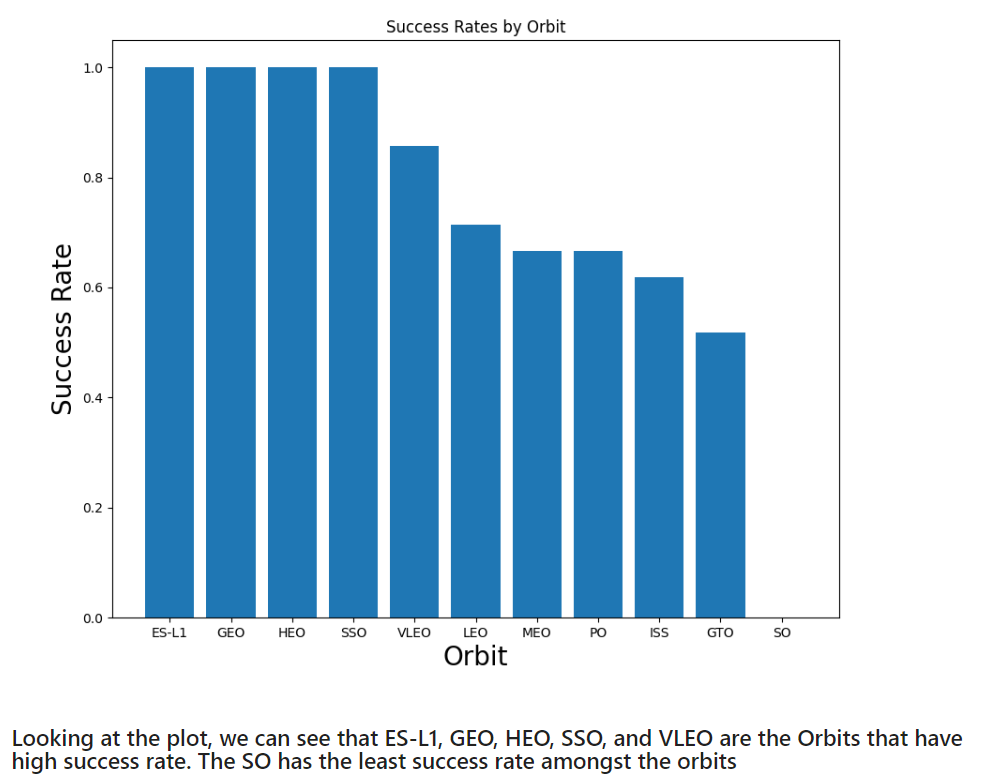 Success Rates by Orbit
1.0
0.8
0.6
0.4
0.2
0.0
Success Rate
ES-L1 GEO HEO SSO VLEO LEO MEO PO ISS GTO SO
Orbit
Looking at the plot, we can see that ES-L1, GEO, HEO, SSO, and VLEO are the Orbits that have
high success rate. The SO has the least success rate amongst the orbits